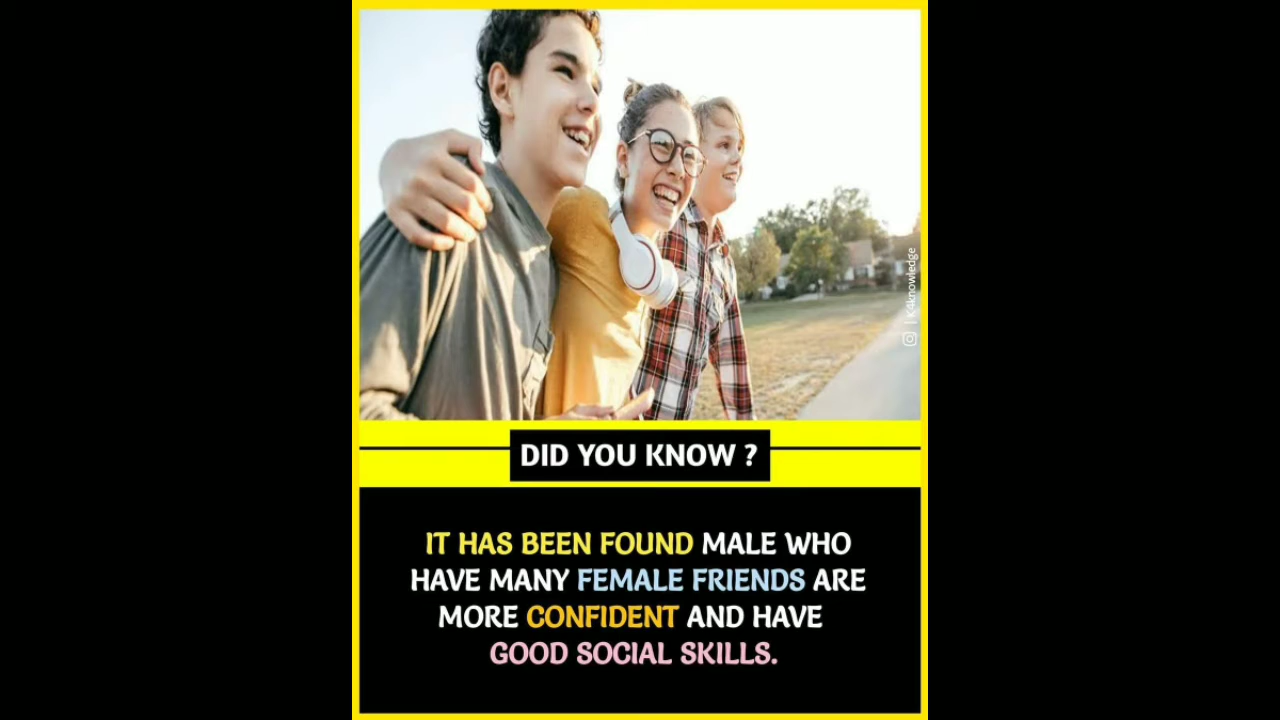 | K4knowledge
DID YOU KNOW ?
IT HAS BEEN FOUND MALE WHO
HAVE MANY FEMALE FRIENDS ARE
MORE CONFIDENT AND HAVE
GOOD SOCIAL SKILLS.